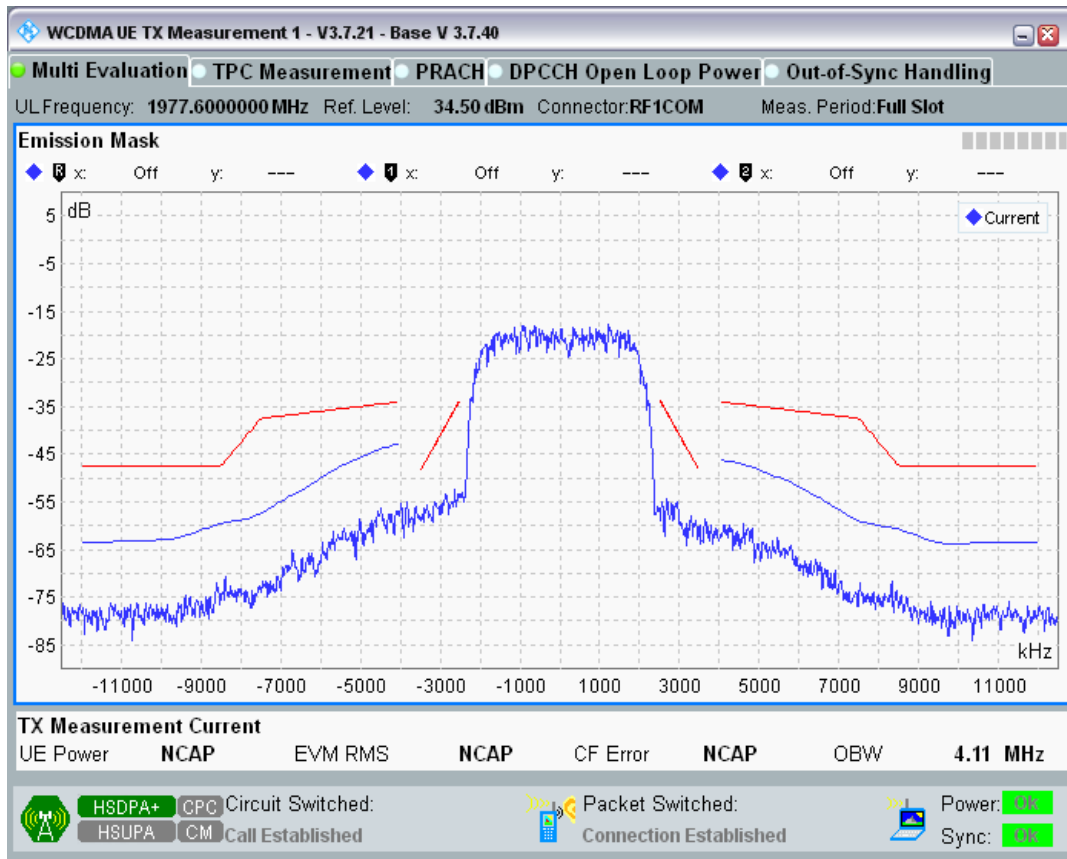 WCDMA UE TX Measurement 1 - V3.7.21 - Base V 3.7.40
Multi Evaluation TPC Measurement PRACH DPCCH Open Loop Power Out-of-Sync Handling
UL Frequency: 1977.6000000 MHz Ref. Level: 34.50 dBm Connector: RF1COM Meas. Period: Full Slot
Emission Mask
R x: Off y: --- 1 x: Off y: --- 2 x: Off y: ---
dB
Current
5
-5
-15
-25
-35
-45
-55
-65
-75
-85
kHz
-11000 -9000 -7000 -5000 -3000 -1000 1000 3000 5000 7000 9000 11000
TX Measurement Current
UE Power NCAP EVM RMS NCAP CF Error NCAP OBW 4.11 MHz
HSDPA+ CPC Circuit Switched: Packet Switched: Power: Ok
HSUPA CM Call Established Connection Established Sync: Ok